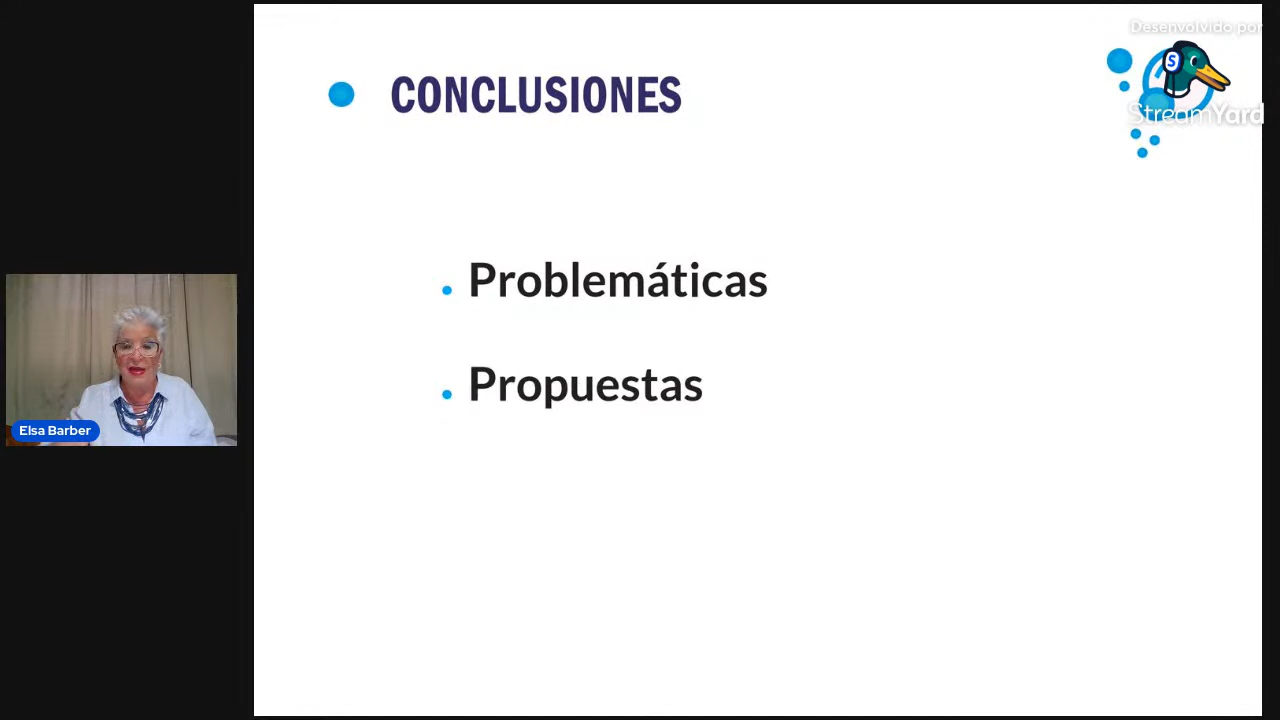 Desenvolvido por
S
StreamYard
CONCLUSIONES
. Problemáticas
. Propuestas
Elsa Barber